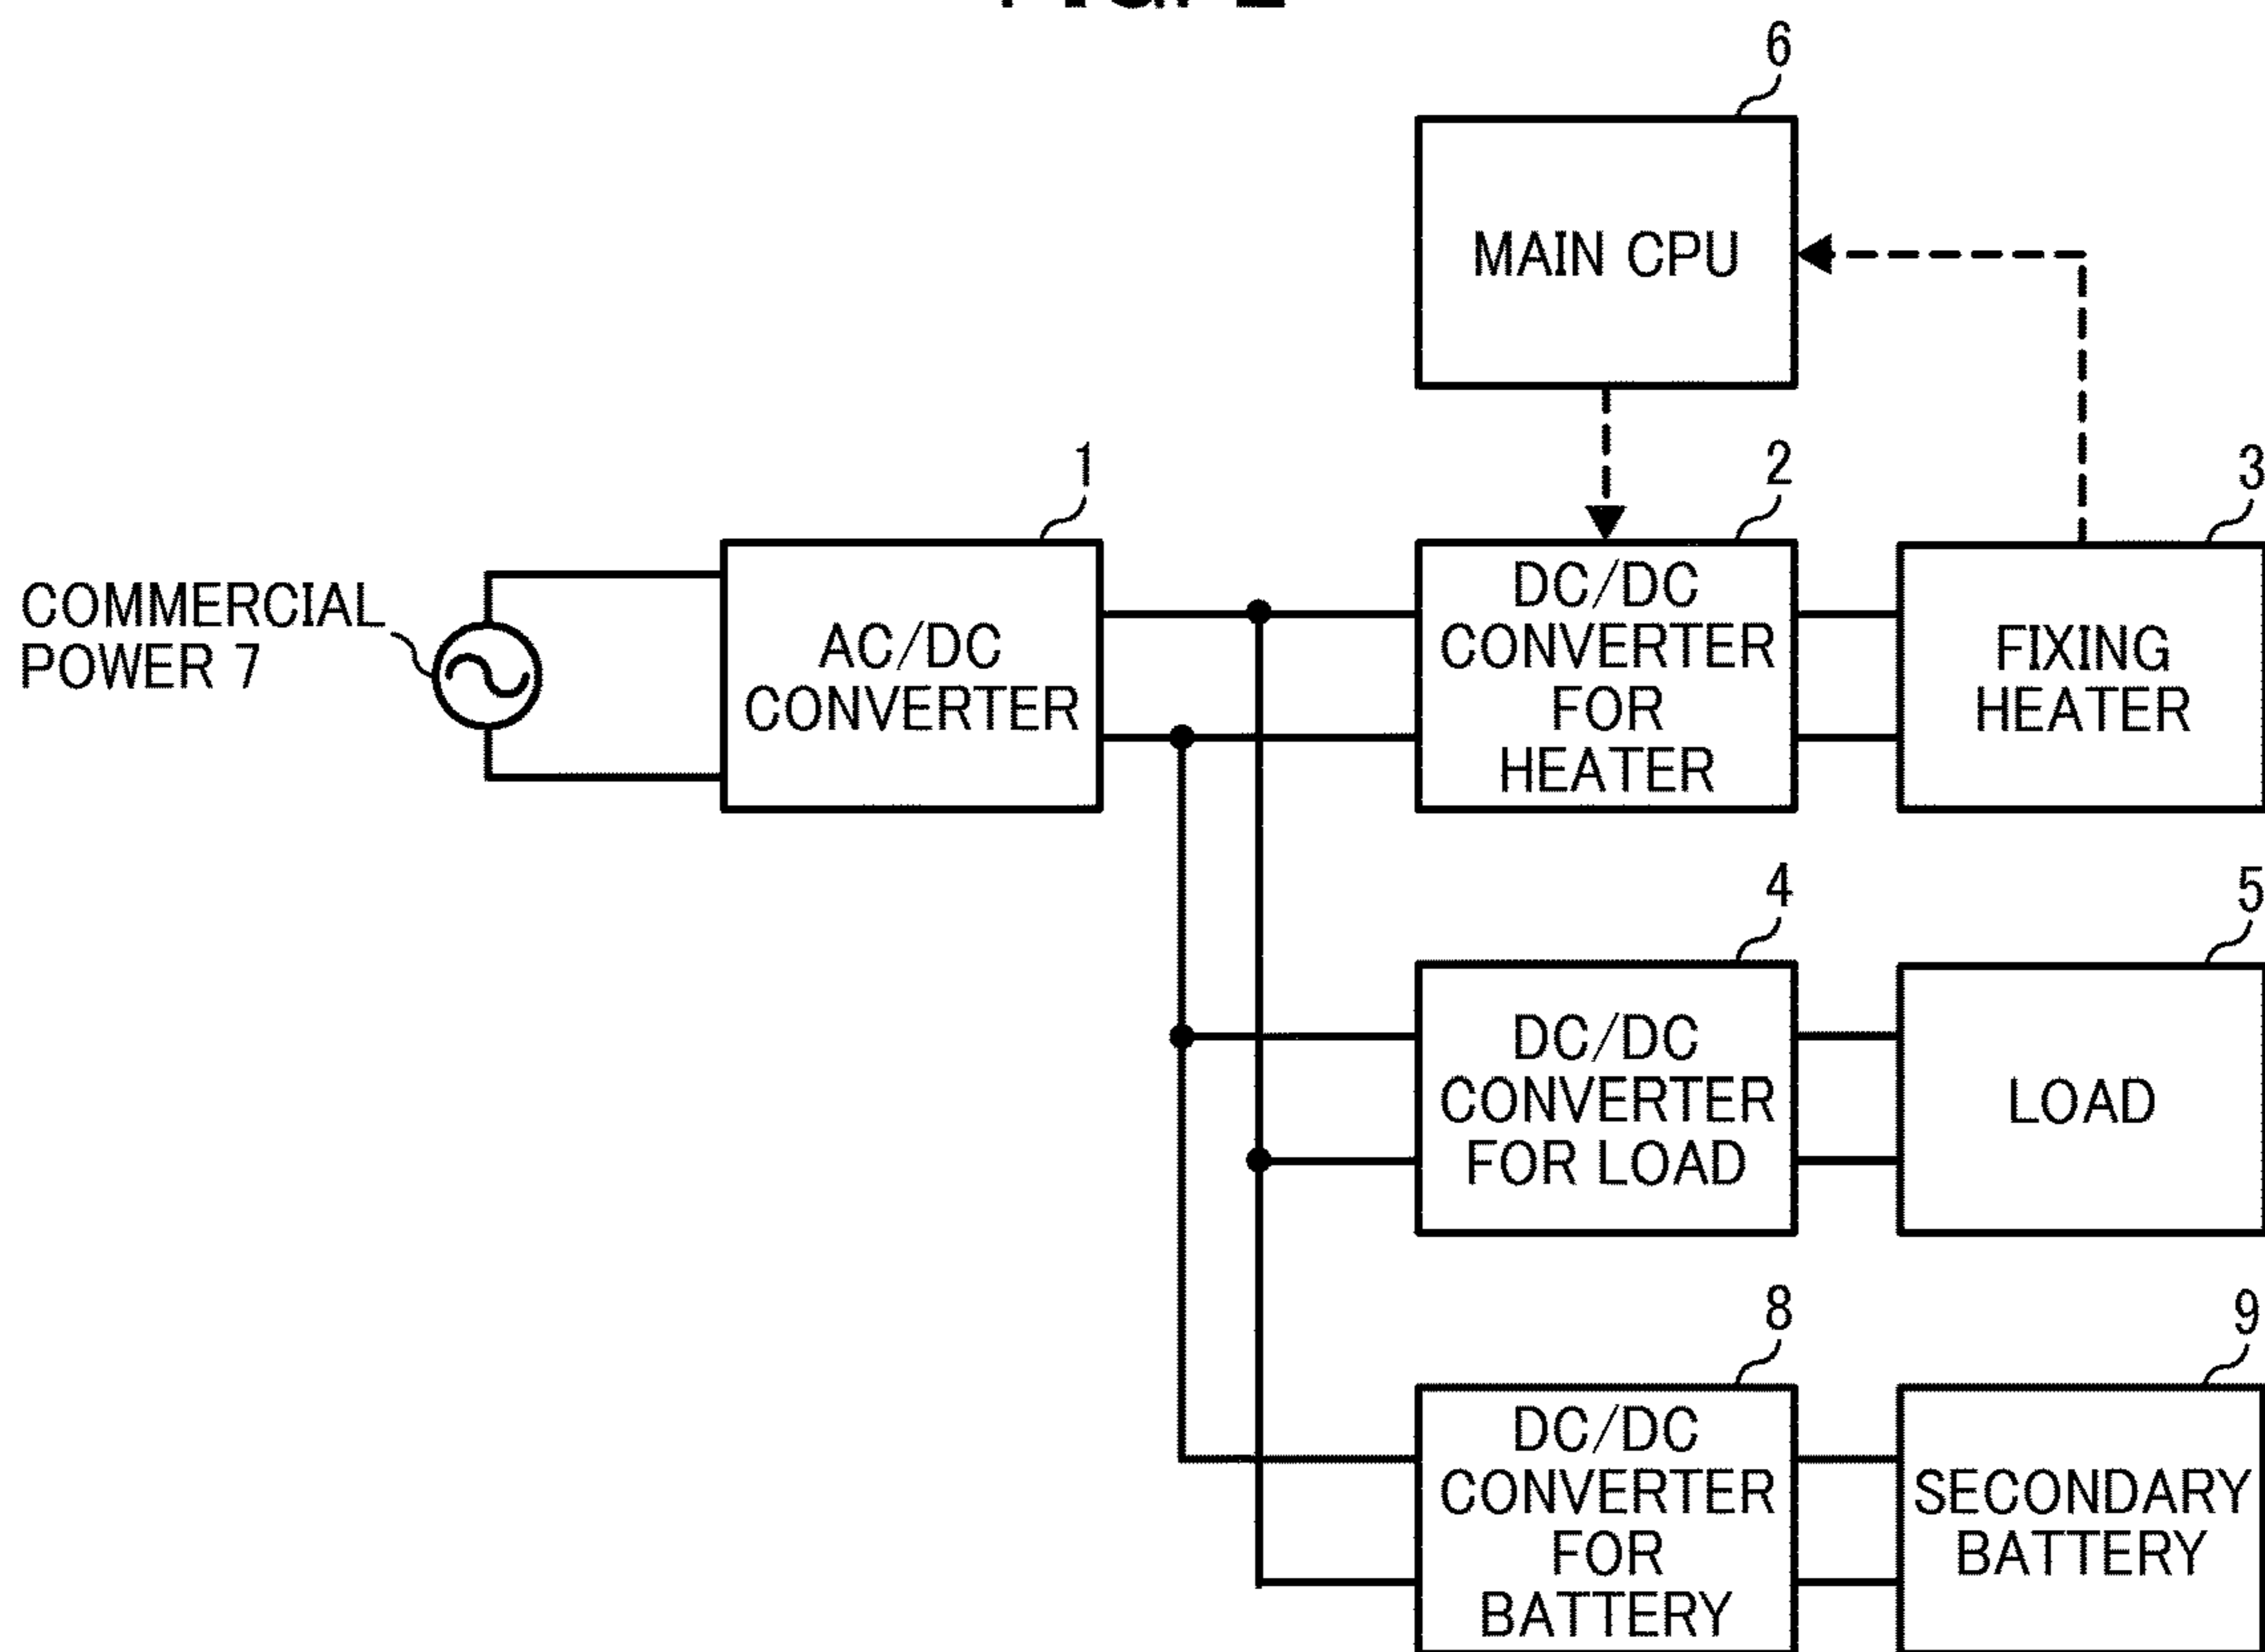 6
MAIN CPU
1
2
3
COMMERCIAL
POWER 7
AC/DC
CONVERTER
DC/DC
CONVERTER
FOR
HEATER
FIXING
HEATER
4
5
DC/DC
CONVERTER
FOR LOAD
LOAD
8
9
DC/DC
CONVERTER
FOR
BATTERY
SECONDARY
BATTERY